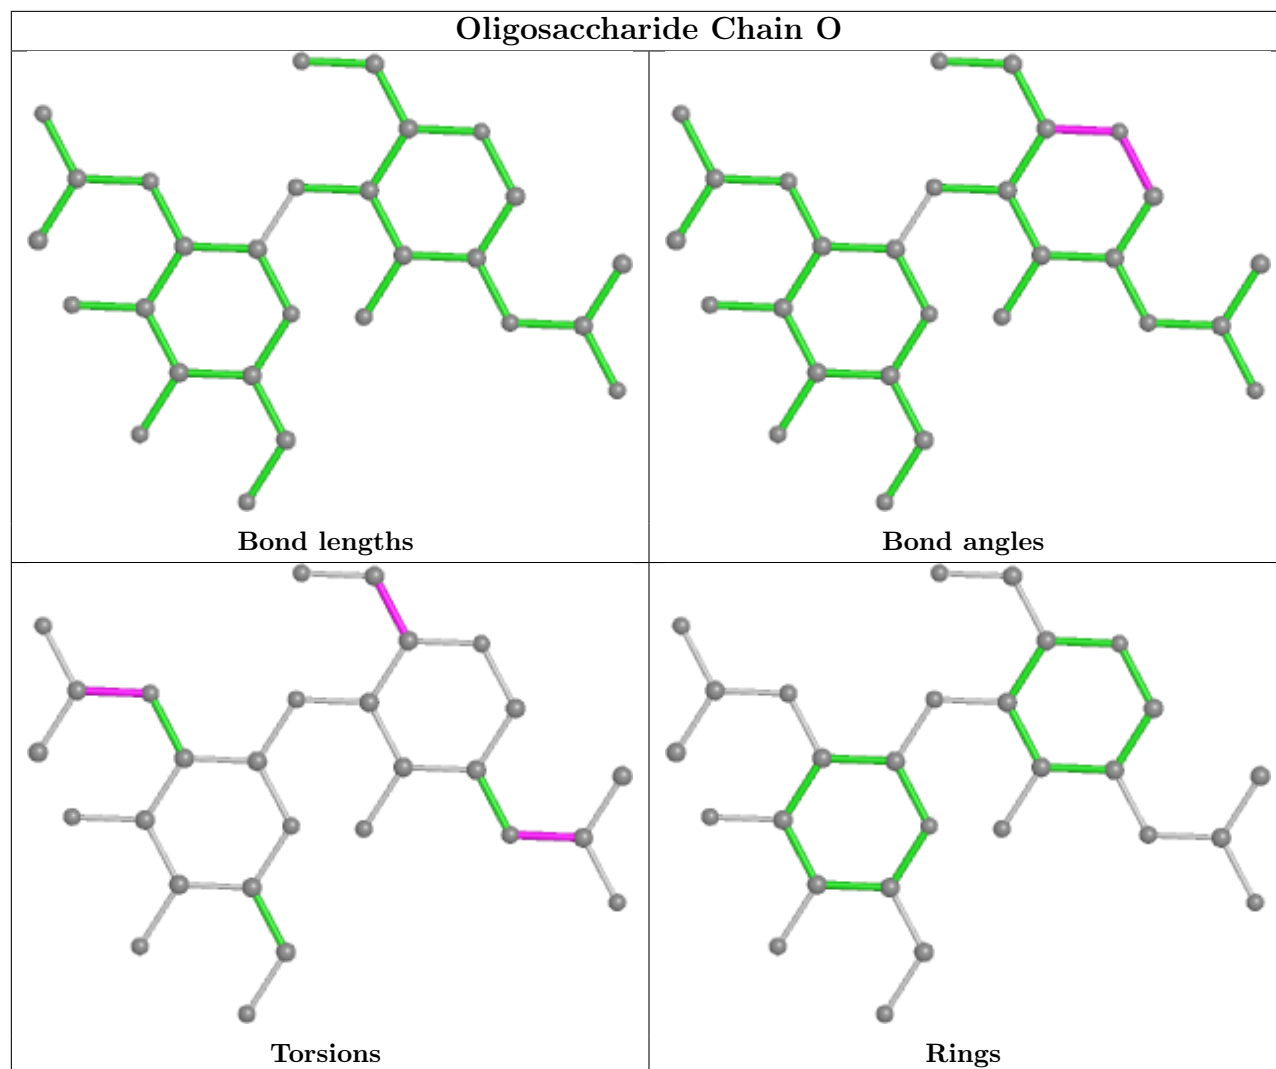 Oligosaccharide Chain O
Bond lengths
Bond angles
Torsions
Rings